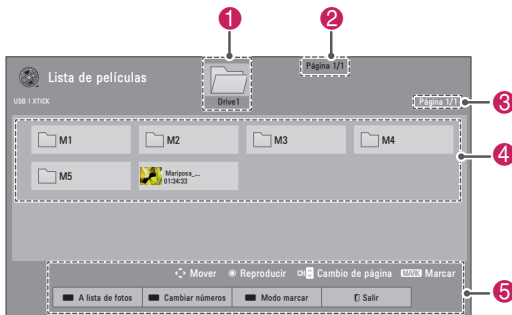 1
2
Página 1/1
Lista de películas
USB 1 XTICK
Drive1
Página 1/1
3
M1
M2
M3
M4
4
M5
Mariposa_...
01:34:33
Mover
Reproducir
CH
Cambio de página
MARK Marcar
A lista de fotos
Cambiar números
Modo marcar
Salir
5